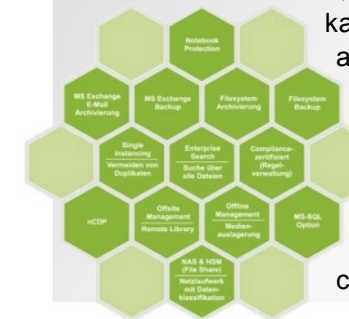 ka
Notebook
Protection
a
MS Exchange
E-Mail
Archivierung
MS Exchange
Backup
Filesystem
Archivierung
Filesystem
Backup
Single
Instancing
Vermeiden von
Duplikaten
Enterprise
Search
Suche über
alle Dateien
Compliance-
zertifiziert
(Regel-
verwaltung)
nCDP
Offsite
Management
Remote Library
Offline
Management
Medien-
auslagerung
MS-SQL
Option
NAS & HSM
(File Share)
Netzlaufwerk
mit Daten-
klassifikation
c